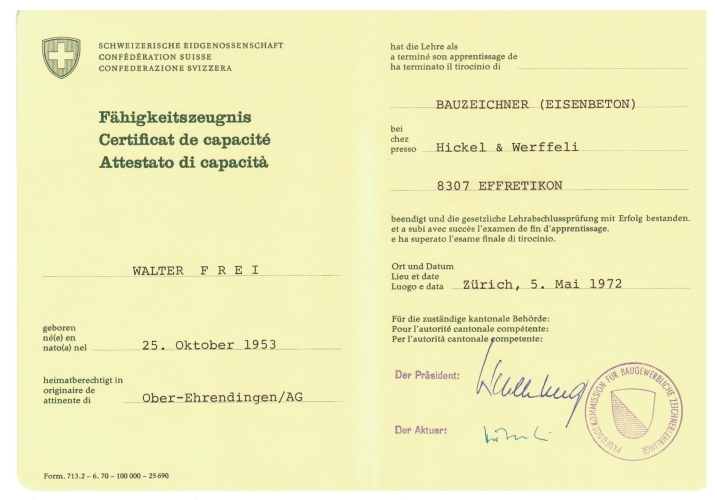 SCHWEIZERISCHE EIDGENOSSENSCHAFT
CONFÉDÉRATION SUISSE
CONFEDERAZIONE SVIZZERA
Fähigkeitszeugnis
Certificat de capacité
Attestato di capacità
WALTER F R E I
geboren
né(e) en
nato(a) nel 25. Oktober 1953
heimatberechtigt in
originaire de
attinente di Ober-Ehrendingen/AG
Form. 713.2 – 6. 70 – 100 000 – 25 690
hat die Lehre als
a terminé son apprentissage de
ha terminato il tirocinio di
BAUZEICHNER (EISENBETON)
bei
chez
presso Hickel & Werffeli
8307 EFFRETIKON
beendigt und die gesetzliche Lehrabschlussprüfung mit Erfolg bestanden.
et a subi avec succès l'examen de fin d'apprentissage.
e ha superato l'esame finale di tirocinio.
Ort und Datum
Lieu et date
Luogo e data Zürich, 5. Mai 1972
Für die zuständige kantonale Behörde:
Pour l'autorité cantonale compétente:
Per l'autorità cantonale competente:
Der Präsident:
Der Aktuar:
PRÜFUNGSKOMMISSION FÜR BAUGEWERBLICHE ZEICHNERLEHRLINGE